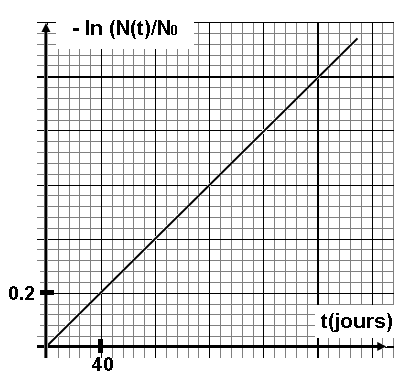 - ln (N(t)/N₀
0.2
t(jours)
40